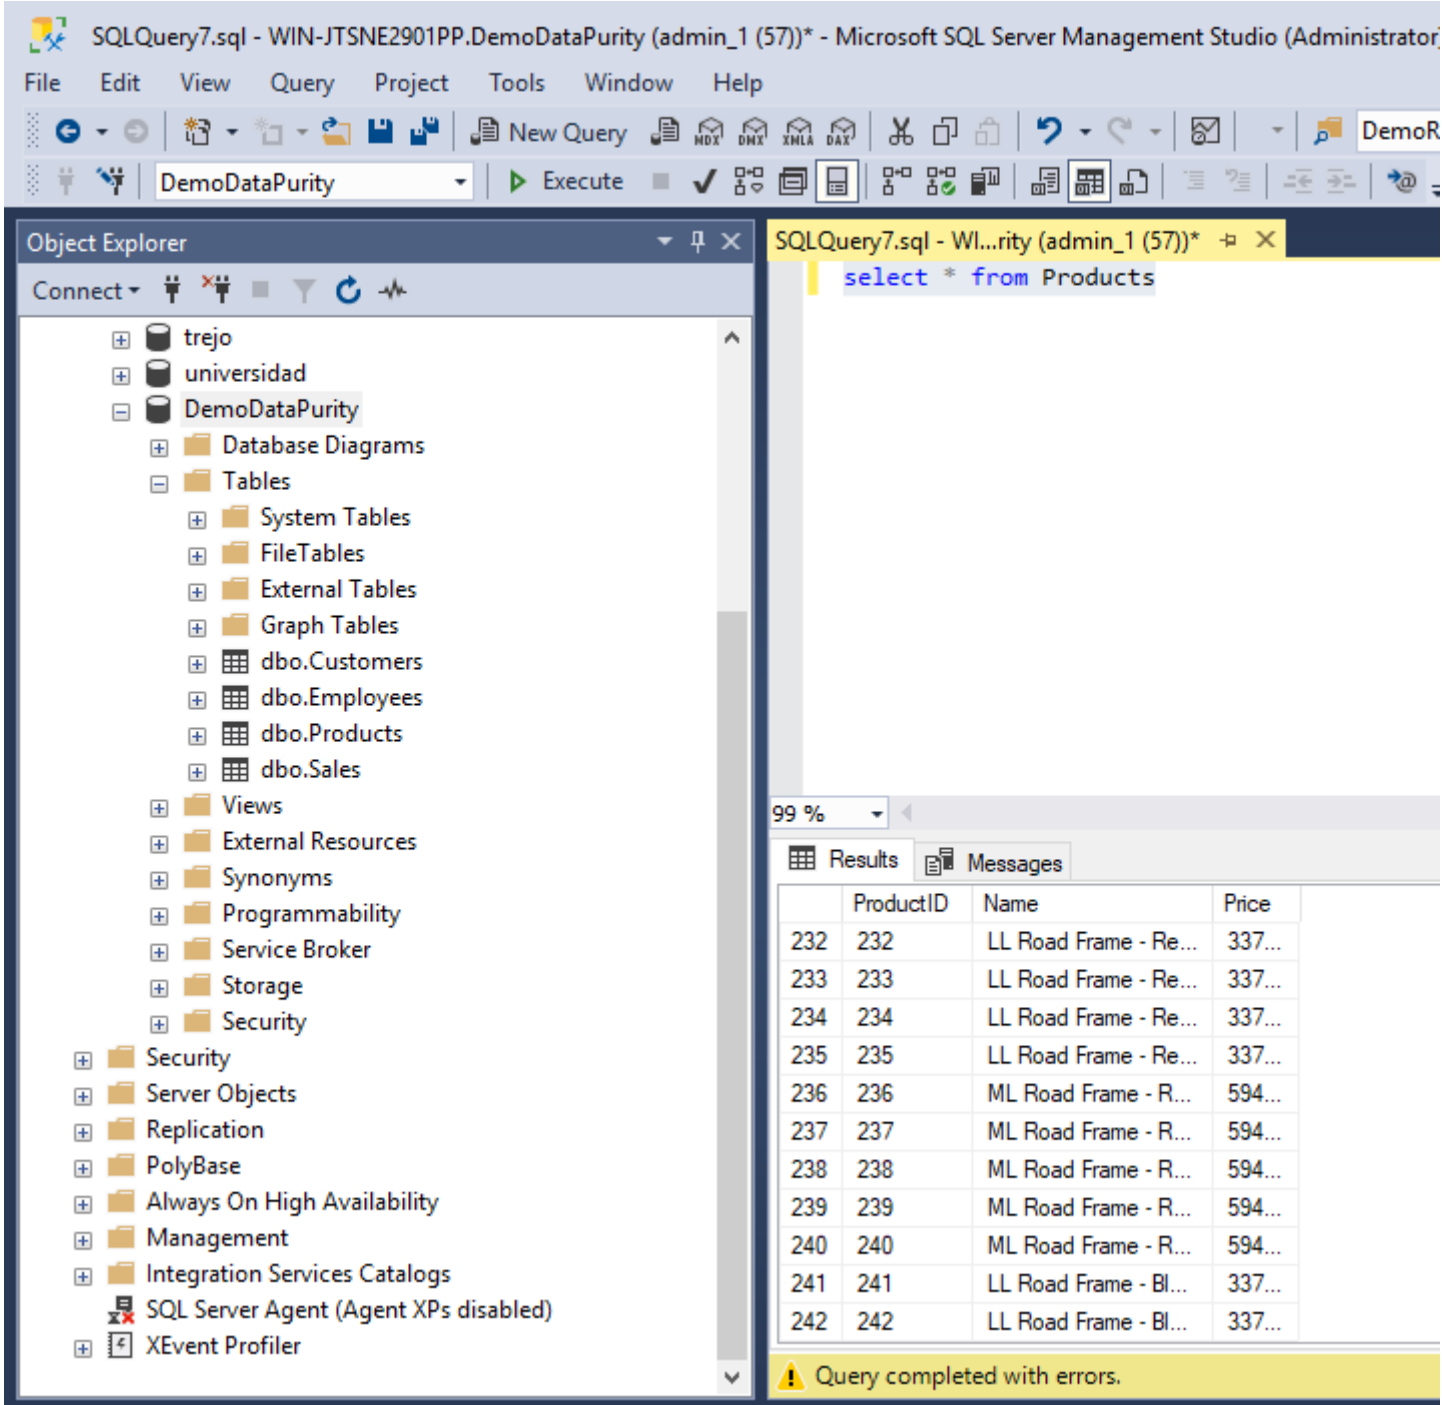 SQLQuery7.sql - WIN-JTSNE2901PP.DemoDataPurity (admin_1 (57))* - Microsoft SQL Server Management Studio (Administrator)
File Edit View Query Project Tools Window Help
New Query MDX DMX XMLA DAX DemoR
DemoDataPurity Execute
Object Explorer
Connect
trejo
universidad
DemoDataPurity
Database Diagrams
Tables
System Tables
FileTables
External Tables
Graph Tables
dbo.Customers
dbo.Employees
dbo.Products
dbo.Sales
Views
External Resources
Synonyms
Programmability
Service Broker
Storage
Security
Security
Server Objects
Replication
PolyBase
Always On High Availability
Management
Integration Services Catalogs
SQL Server Agent (Agent XPs disabled)
XEvent Profiler
SQLQuery7.sql - WI...rity (admin_1 (57))*
select * from Products
99 %
Results Messages
ProductID Name Price
232 232 LL Road Frame - Re... 337...
233 233 LL Road Frame - Re... 337...
234 234 LL Road Frame - Re... 337...
235 235 LL Road Frame - Re... 337...
236 236 ML Road Frame - R... 594...
237 237 ML Road Frame - R... 594...
238 238 ML Road Frame - R... 594...
239 239 ML Road Frame - R... 594...
240 240 ML Road Frame - R... 594...
241 241 LL Road Frame - Bl... 337...
242 242 LL Road Frame - Bl... 337...
Query completed with errors.